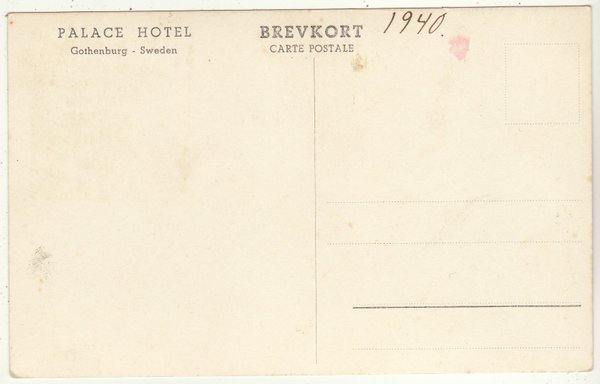 PALACE HOTEL
Gothenburg - Sweden
BREVKORT
CARTE POSTALE
1940.